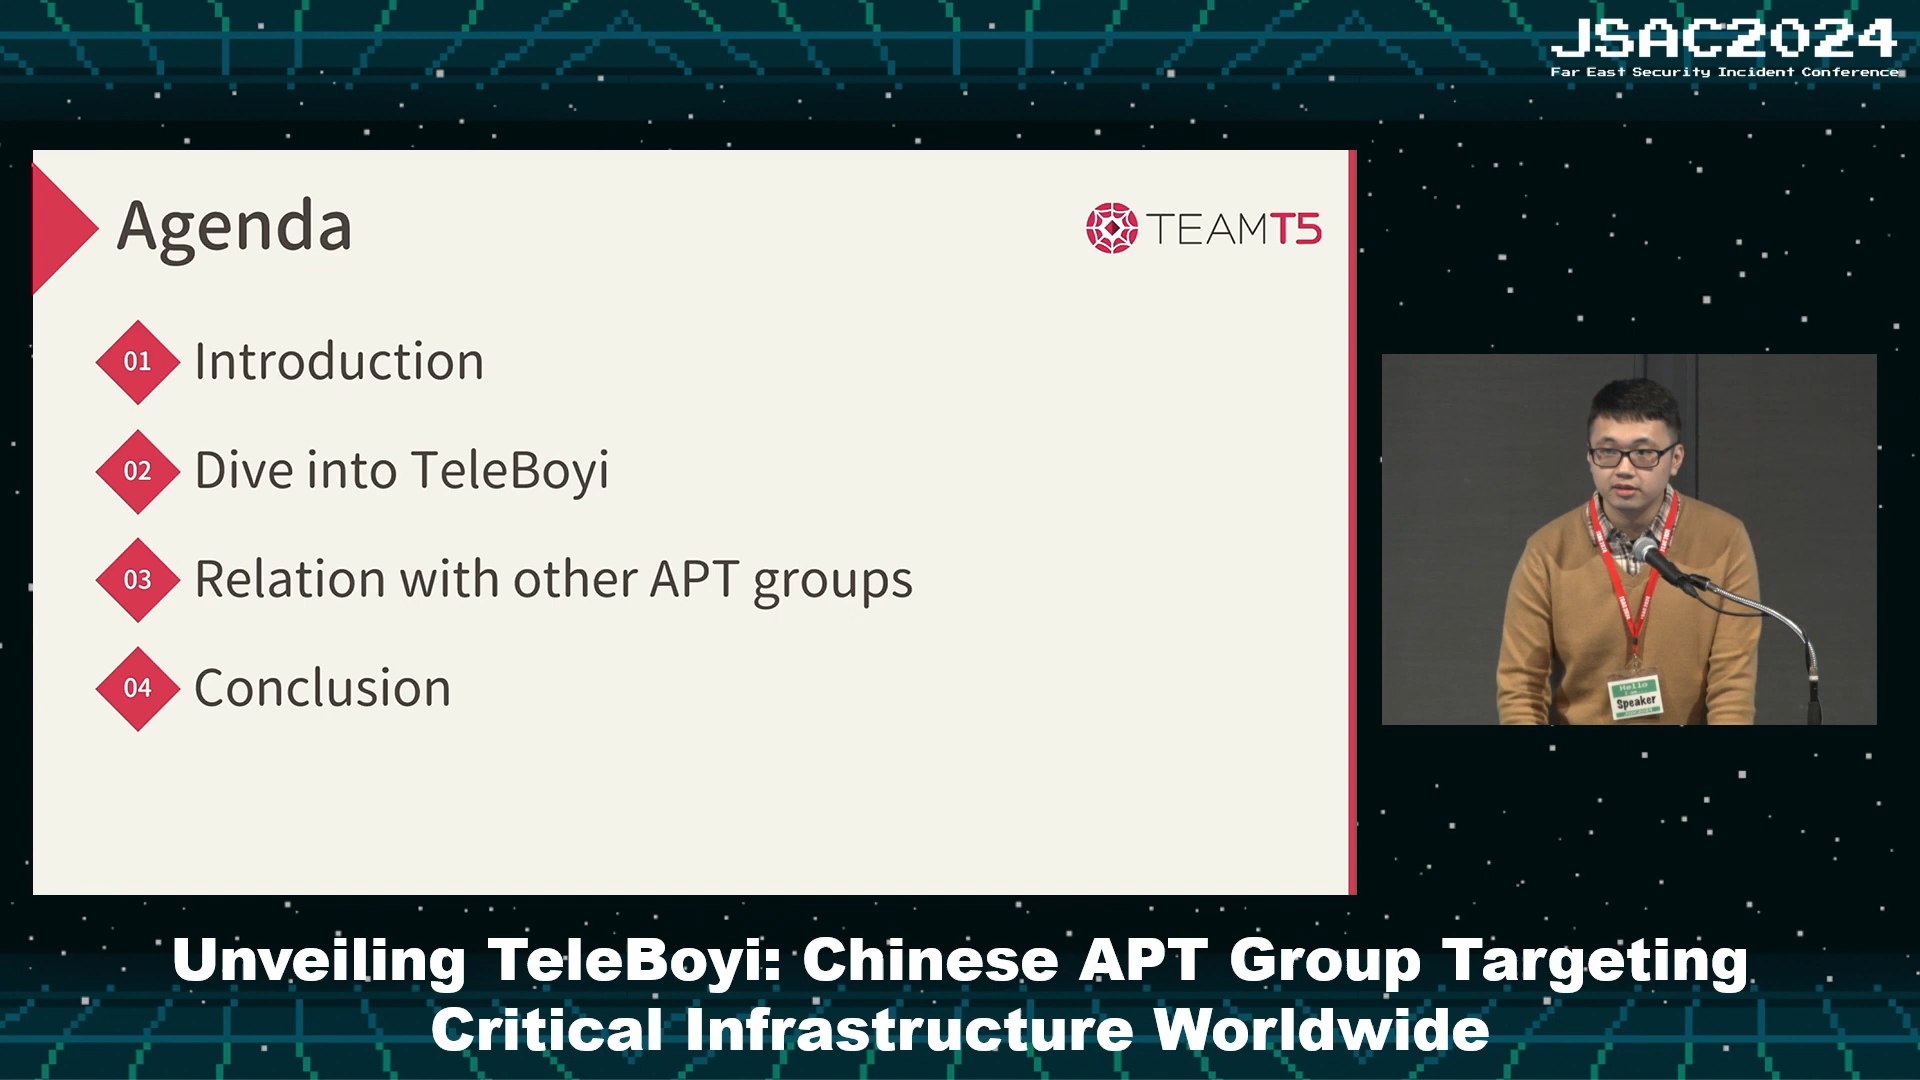 JSAC2024
Far East Security Incident Conference
Agenda
TEAMT5
01 Introduction
02 Dive into TeleBoyi
03 Relation with other APT groups
04 Conclusion
Hello
Speaker
Unveiling TeleBoyi: Chinese APT Group Targeting
Critical Infrastructure Worldwide